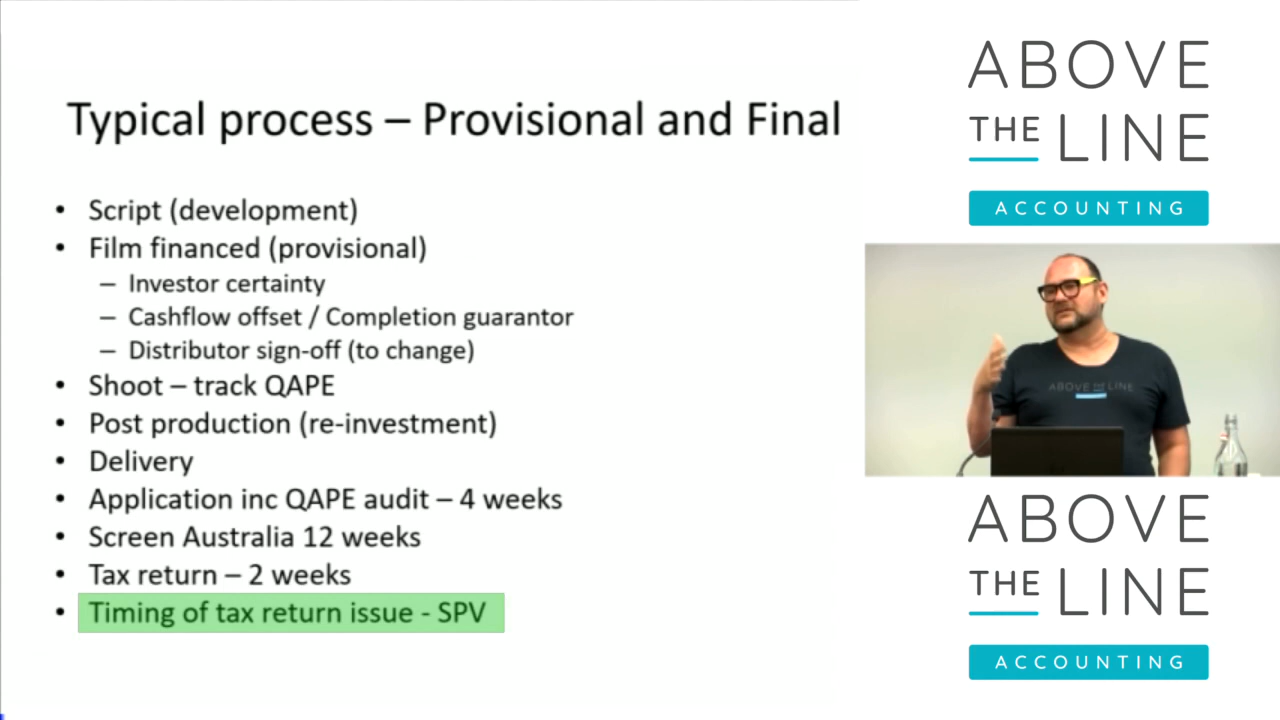 Typical process – Provisional and Final
• Script (development)
• Film financed (provisional)
– Investor certainty
– Cashflow offset / Completion guarantor
– Distributor sign-off (to change)
• Shoot – track QAPE
• Post production (re-investment)
• Delivery
• Application inc QAPE audit – 4 weeks
• Screen Australia 12 weeks
• Tax return – 2 weeks
• Timing of tax return issue - SPV
ABOVE
THE LINE
ACCOUNTING
ABOVE THE LINE
ABOVE
THE LINE
ACCOUNTING